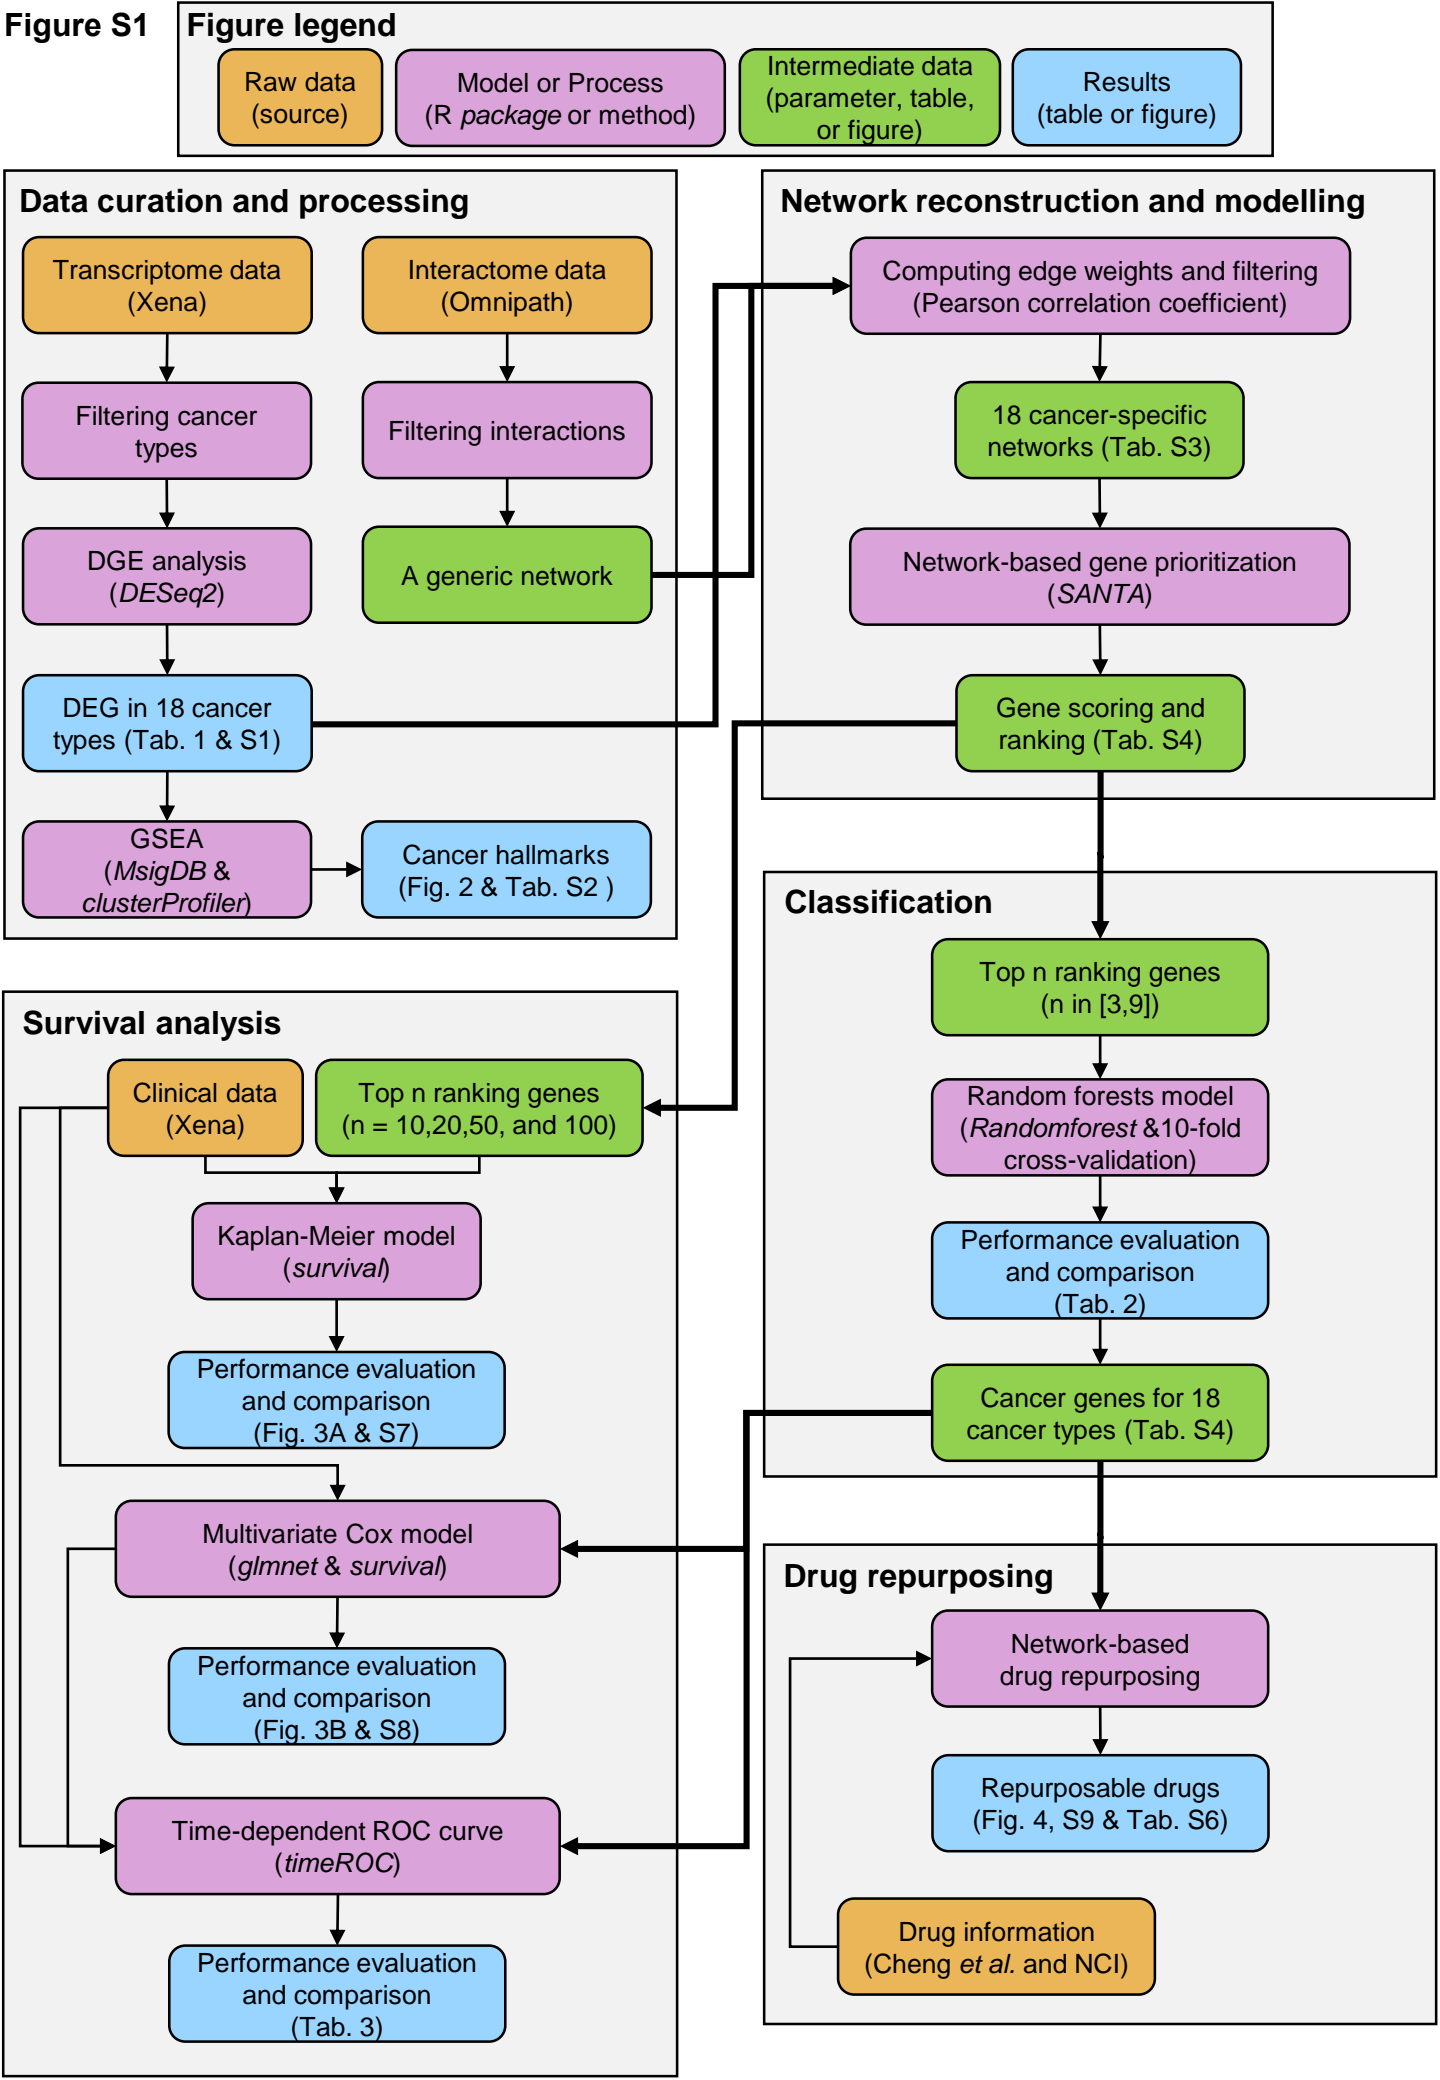 Figure S1
Figure legend
Raw data
(source)
Model or Process
(R package or method)
Intermediate data
(parameter, table,
or figure)
Results
(table or figure)
Data curation and processing
Transcriptome data
(Xena)
Interactome data
(Omnipath)
Filtering cancer
types
Filtering interactions
DGE analysis
(DESeq2)
A generic network
DEG in 18 cancer
types (Tab. 1 & S1)
GSEA
(MsigDB &
clusterProfiler)
Cancer hallmarks
(Fig. 2 & Tab. S2 )
Network reconstruction and modelling
Computing edge weights and filtering
(Pearson correlation coefficient)
18 cancer-specific
networks (Tab. S3)
Network-based gene prioritization
(SANTA)
Gene scoring and
ranking (Tab. S4)
Classification
Top n ranking genes
(n in [3,9])
Random forests model
(Randomforest &10-fold
cross-validation)
Performance evaluation
and comparison
(Tab. 2)
Cancer genes for 18
cancer types (Tab. S4)
Survival analysis
Clinical data
(Xena)
Top n ranking genes
(n = 10,20,50, and 100)
Kaplan-Meier model
(survival)
Performance evaluation
and comparison
(Fig. 3A & S7)
Multivariate Cox model
(glmnet & survival)
Performance evaluation
and comparison
(Fig. 3B & S8)
Time-dependent ROC curve
(timeROC)
Performance evaluation
and comparison
(Tab. 3)
Drug repurposing
Network-based
drug repurposing
Repurposable drugs
(Fig. 4, S9 & Tab. S6)
Drug information
(Cheng et al. and NCI)